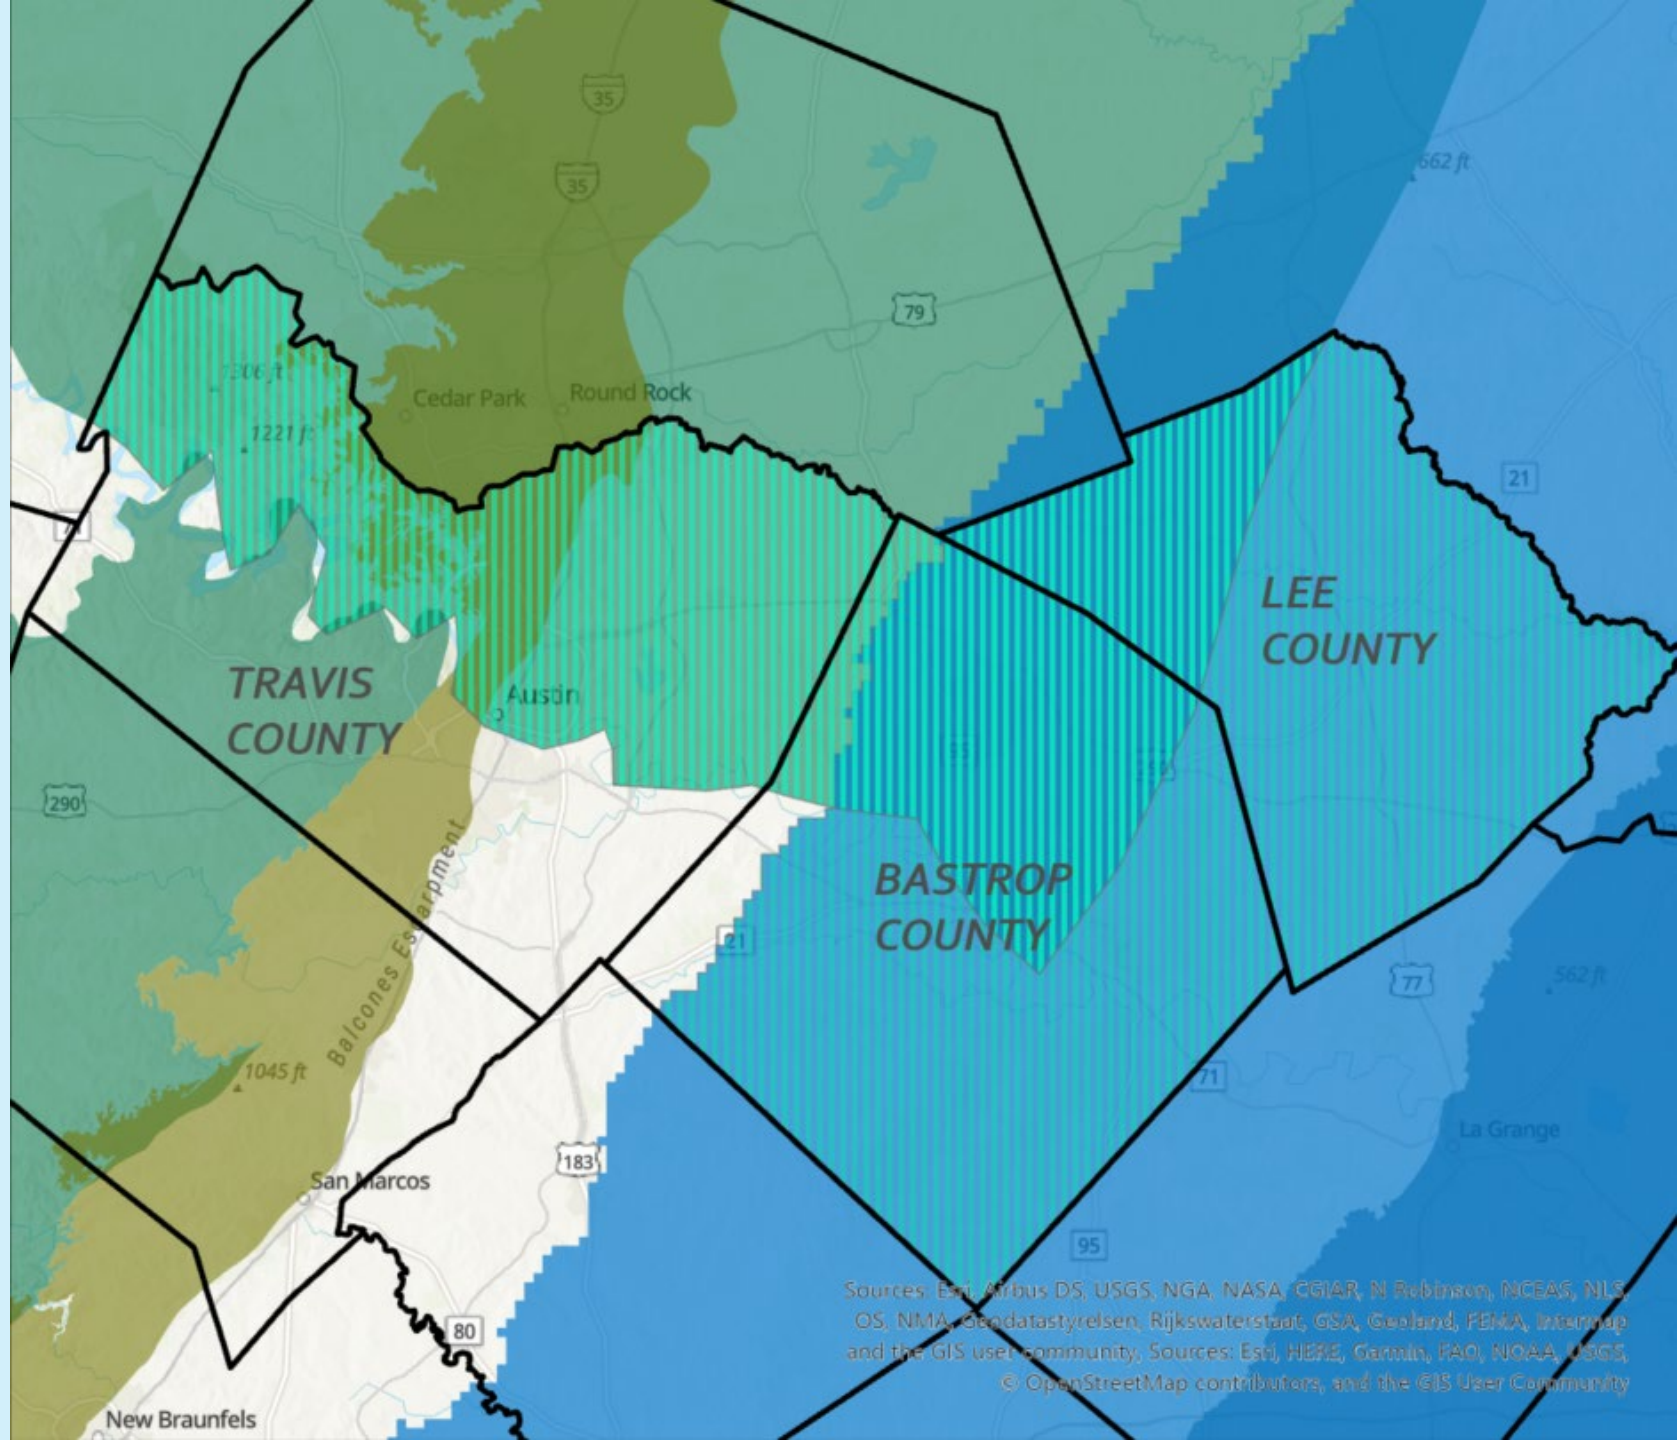 35
35
662 ft
79
1306 ft
Cedar Park
Round Rock
1221 ft
21
71
LEE
COUNTY
TRAVIS
COUNTY
Austin
95
290
290
Balcones Escarpment
BASTROP
COUNTY
21
77
562 ft
1045 ft
71
La Grange
183
San Marcos
95
80
New Braunfels
Sources: Esri, Airbus DS, USGS, NGA, NASA, CGIAR, N Robinson, NCEAS, NLS,
OS, NMA, Geodatastyrelsen, Rijkswaterstaat, GSA, Geoland, FEMA, Intermap
and the GIS user community, Sources: Esri, HERE, Garmin, FAO, NOAA, USGS,
© OpenStreetMap contributors, and the GIS User Community